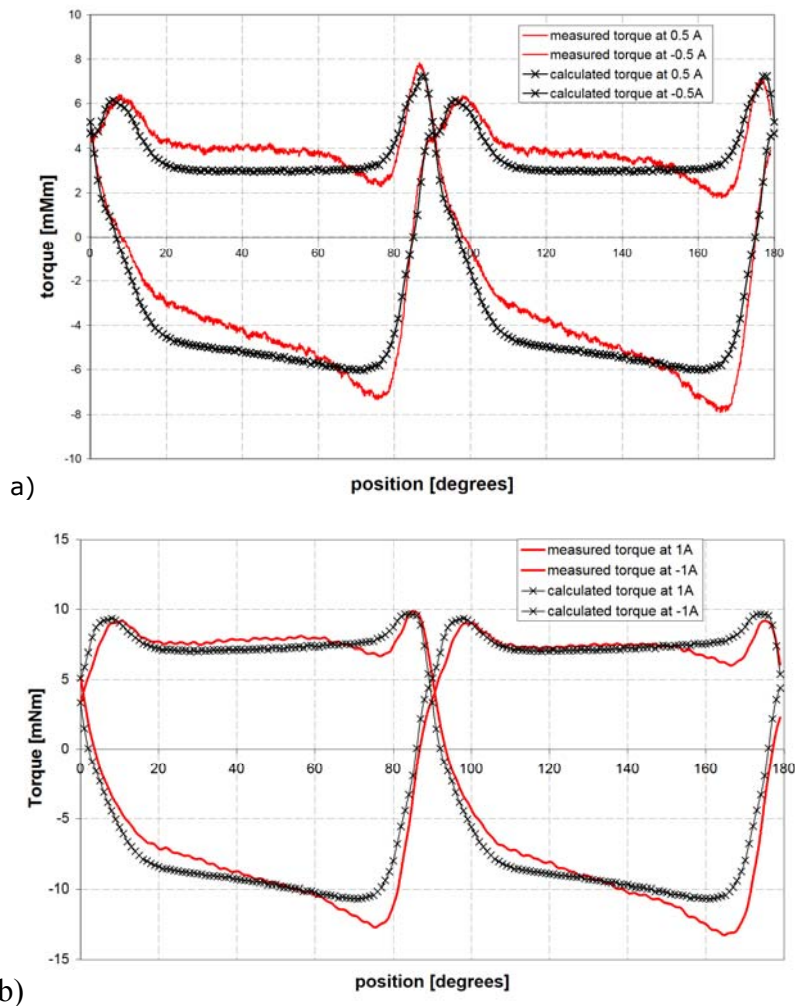 10
8
6
4
2
0
-2
-4
-6
-8
-10
torque [mMm]
measured torque at 0.5 A
measured torque at -0.5 A
calculated torque at 0.5 A
calculated torque at -0.5A
0 20 40 60 80 100 120 140 160 180
position [degrees]
a)
15
10
5
0
-5
-10
-15
Torque [mNm]
measured torque at 1A
measured torque at -1A
calculated torque at 1A
calculated torque at -1A
0 20 40 60 80 100 120 140 160 180
position [degrees]
b)